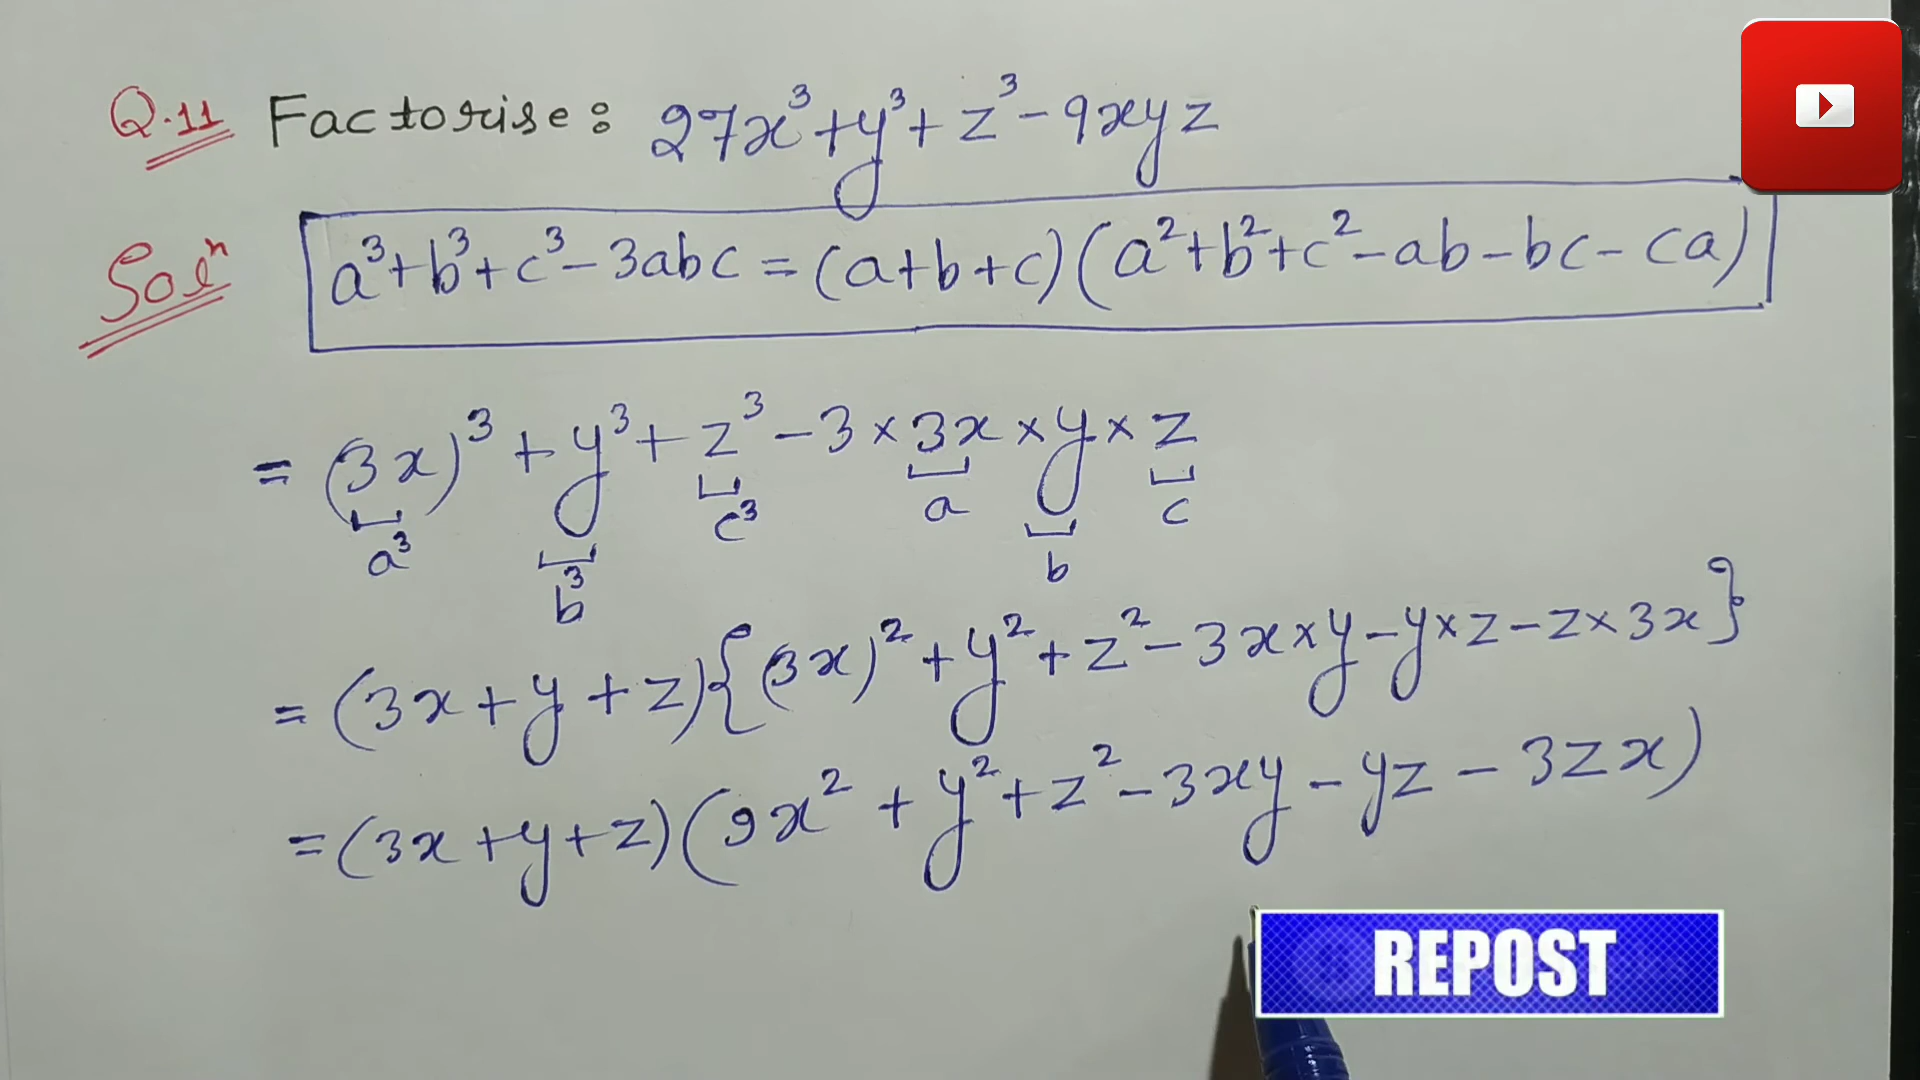 Q.11 Factorise: 27x³+y³+z³-9xyz
Solⁿ a³+b³+c³-3abc=(a+b+c)(a²+b²+c²-ab-bc-ca)
= (3x)³+y³+z³-3×3x×y×z
a³ b³ c³ a b c
= (3x+y+z){(3x)²+y²+z²-3x×y-y×z-z×3x}
=(3x+y+z)(9x²+y²+z²-3xy-yz-3zx)
REPOST